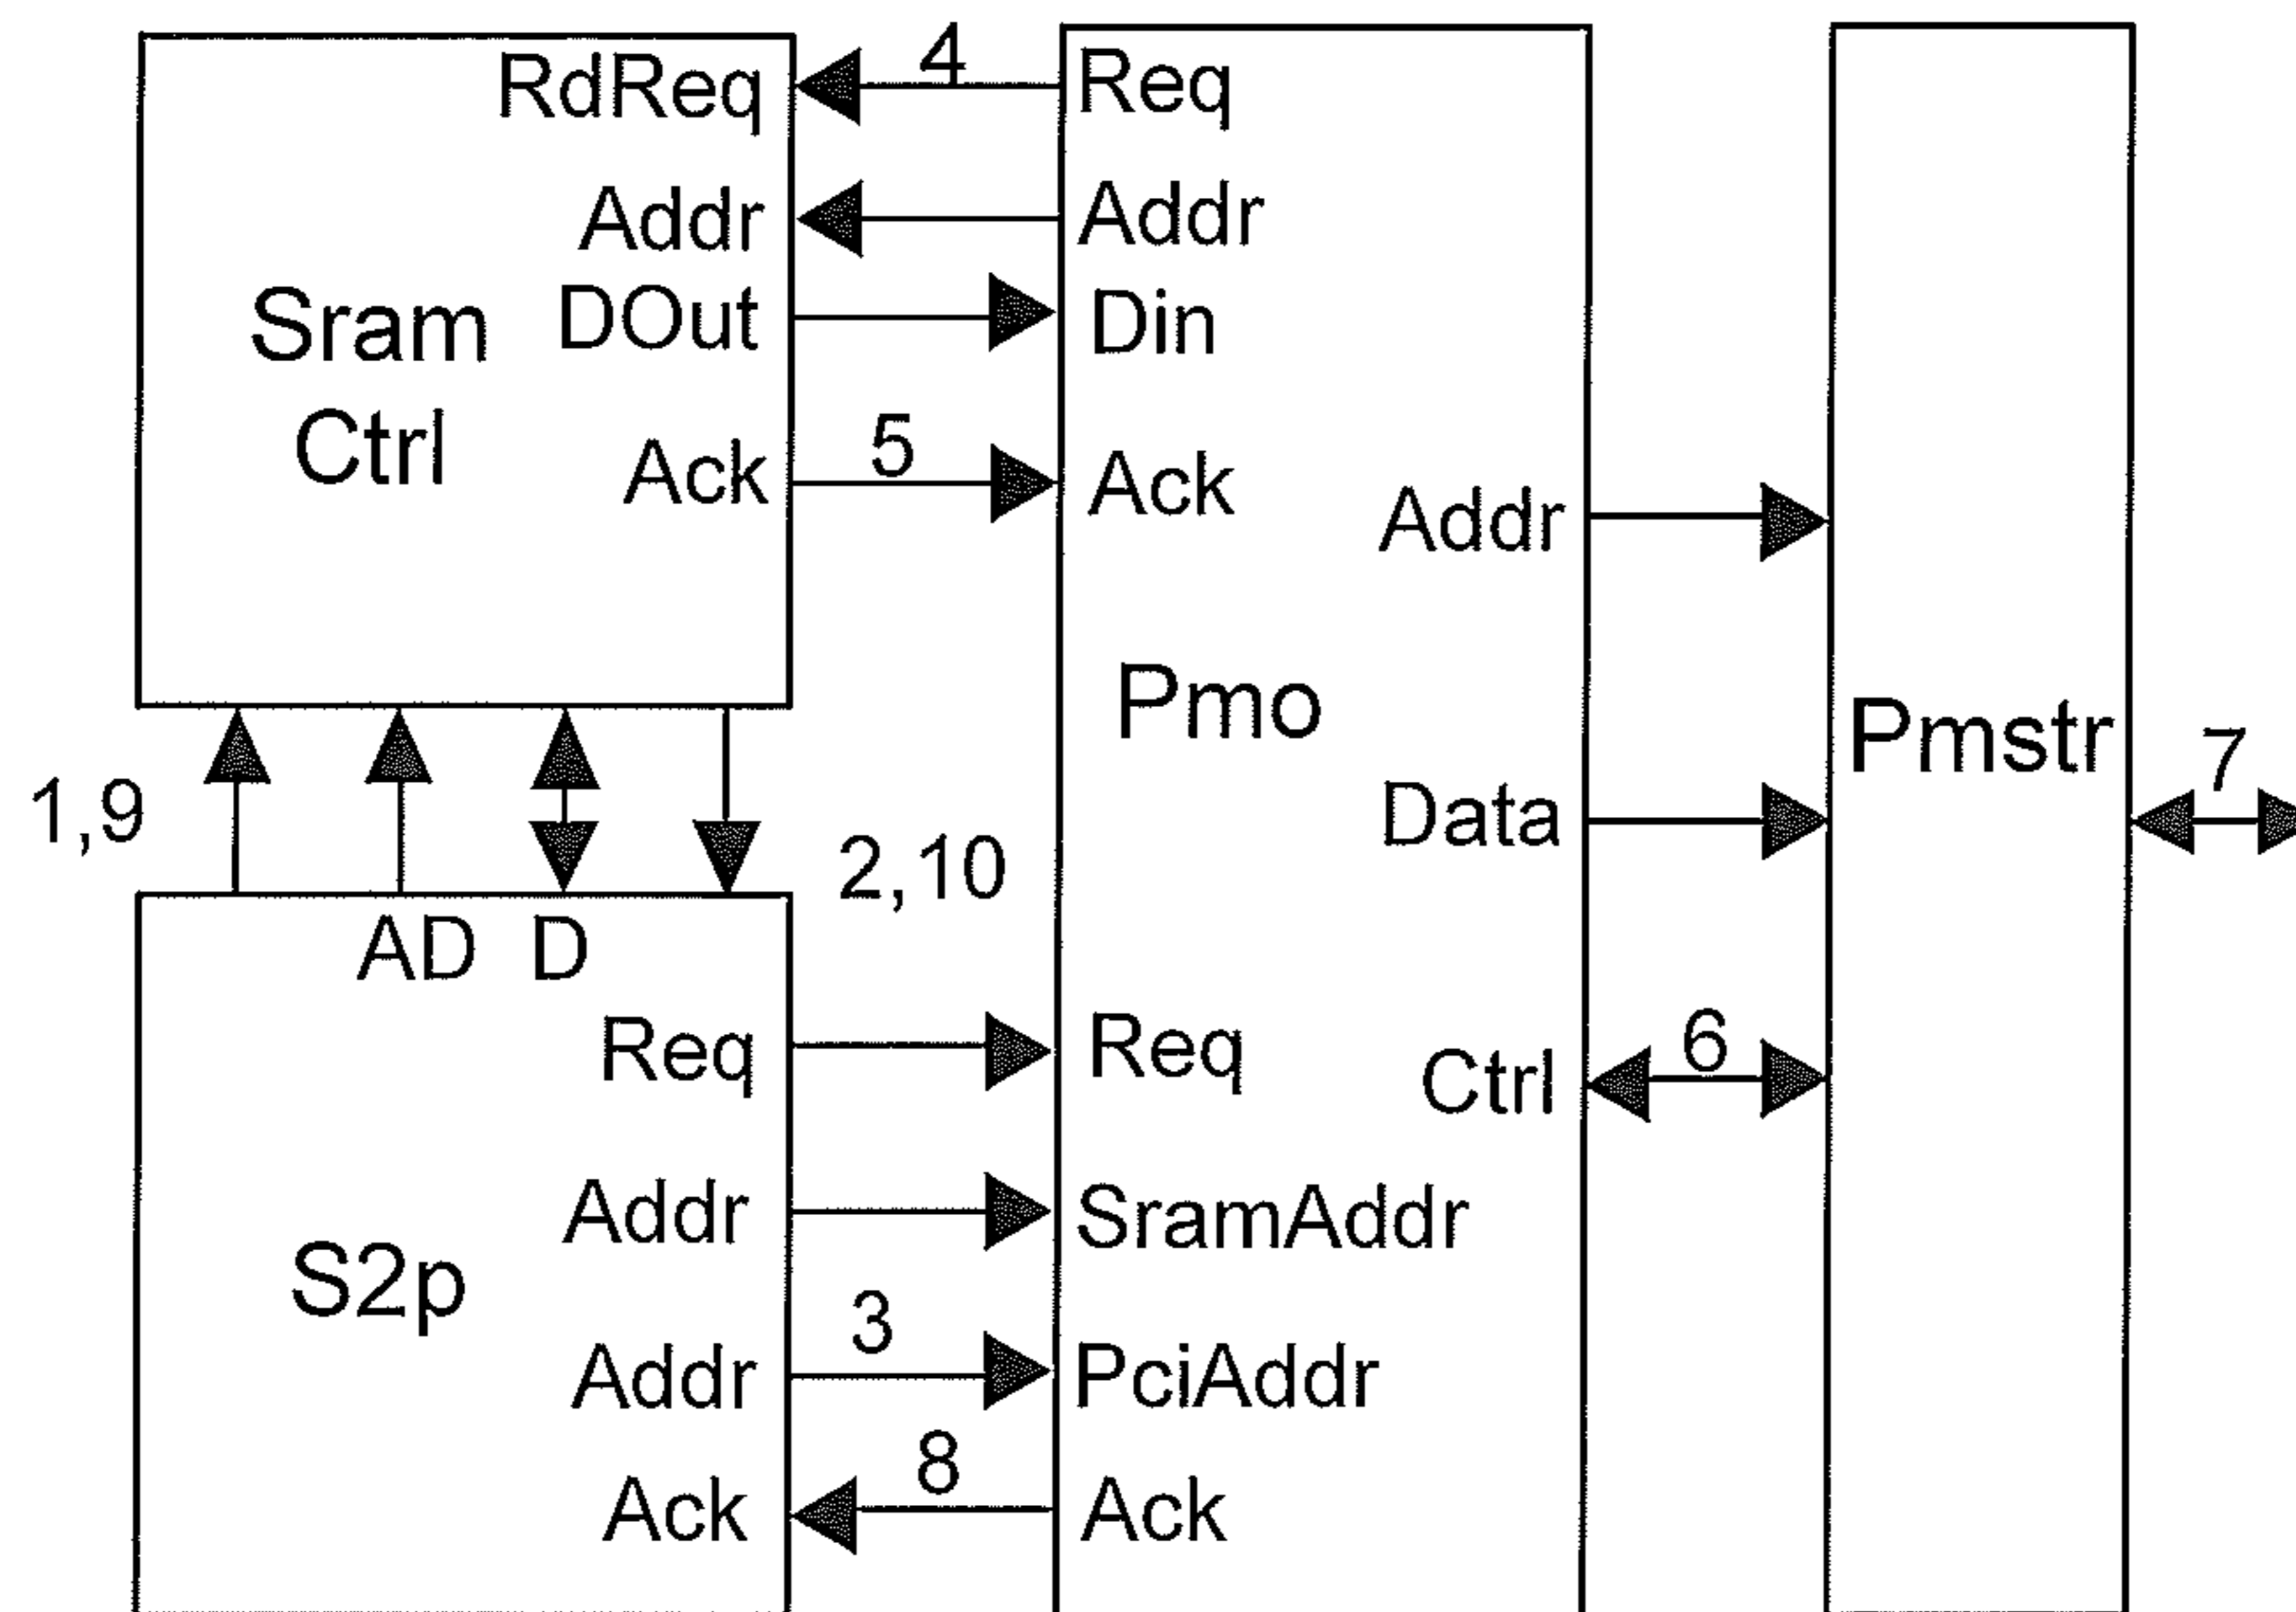 RdReq 4 Req
Addr Addr
Sram DOut Din
Ctrl Ack 5 Ack
Addr
Pmo Pmstr 7
1,9 2,10 Data
AD D
Req Req Ctrl 6
Addr SramAddr
S2p
Addr 3 PciAddr
Ack 8 Ack